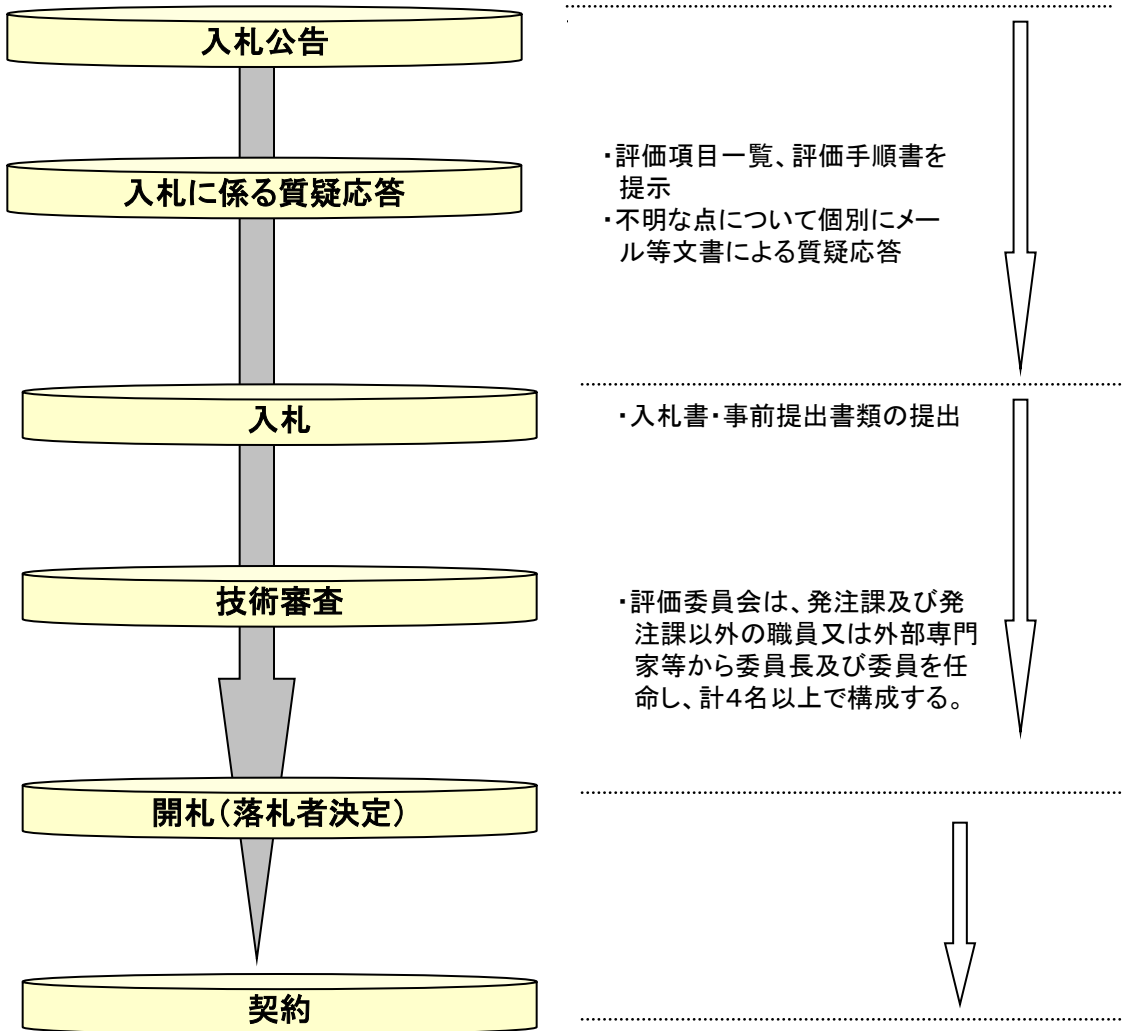 入札公告
・評価項目一覧、評価手順書を
提示
入札に係る質疑応答
・不明な点について個別にメー
ル等文書による質疑応答
入札
・入札書・事前提出書類の提出
技術審査
・評価委員会は、発注課及び発
注課以外の職員又は外部専門
家等から委員長及び委員を任
命し、計4名以上で構成する。
開札(落札者決定)
契約